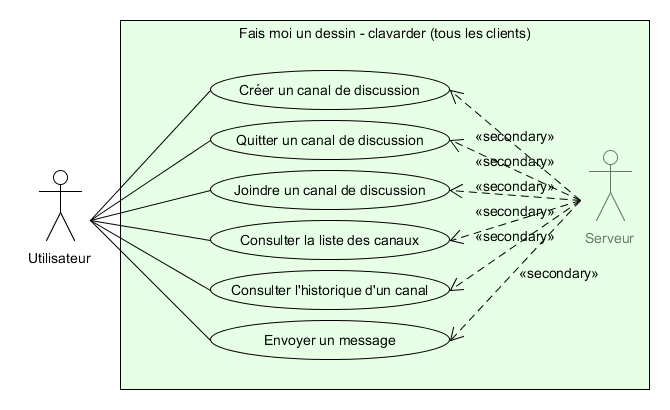 Fais moi un dessin - clavarder (tous les clients)
Créer un canal de discussion
Quitter un canal de discussion
«secondary»
«secondary»
Joindre un canal de discussion
«secondary»
«secondary»
Consulter la liste des canaux
«secondary»
Serveur
Utilisateur
«secondary»
Consulter l'historique d'un canal
Envoyer un message